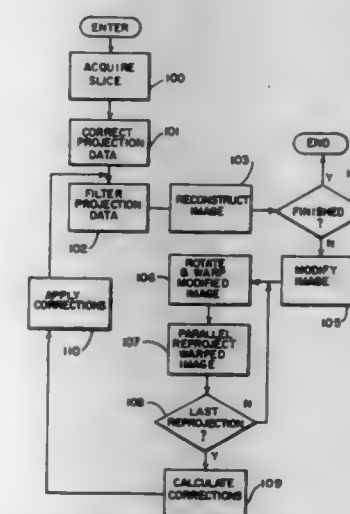 ENTER
ACQUIRE
SLICE
100
CORRECT
PROJECTION
DATA
101
FILTER
PROJECTION
DATA
102
RECONSTRUCT
IMAGE
103
END
Y
FINISHED
?
N
MODIFY
IMAGE
105
ROTATE
& WARP
MODIFIED
IMAGE
106
PARALLEL
REPROJECT
WARPED
IMAGE
107
LAST
REPROJECTION
?
108
N
Y
CALCULATE
CORRECTIONS
109
APPLY
CORRECTIONS
110